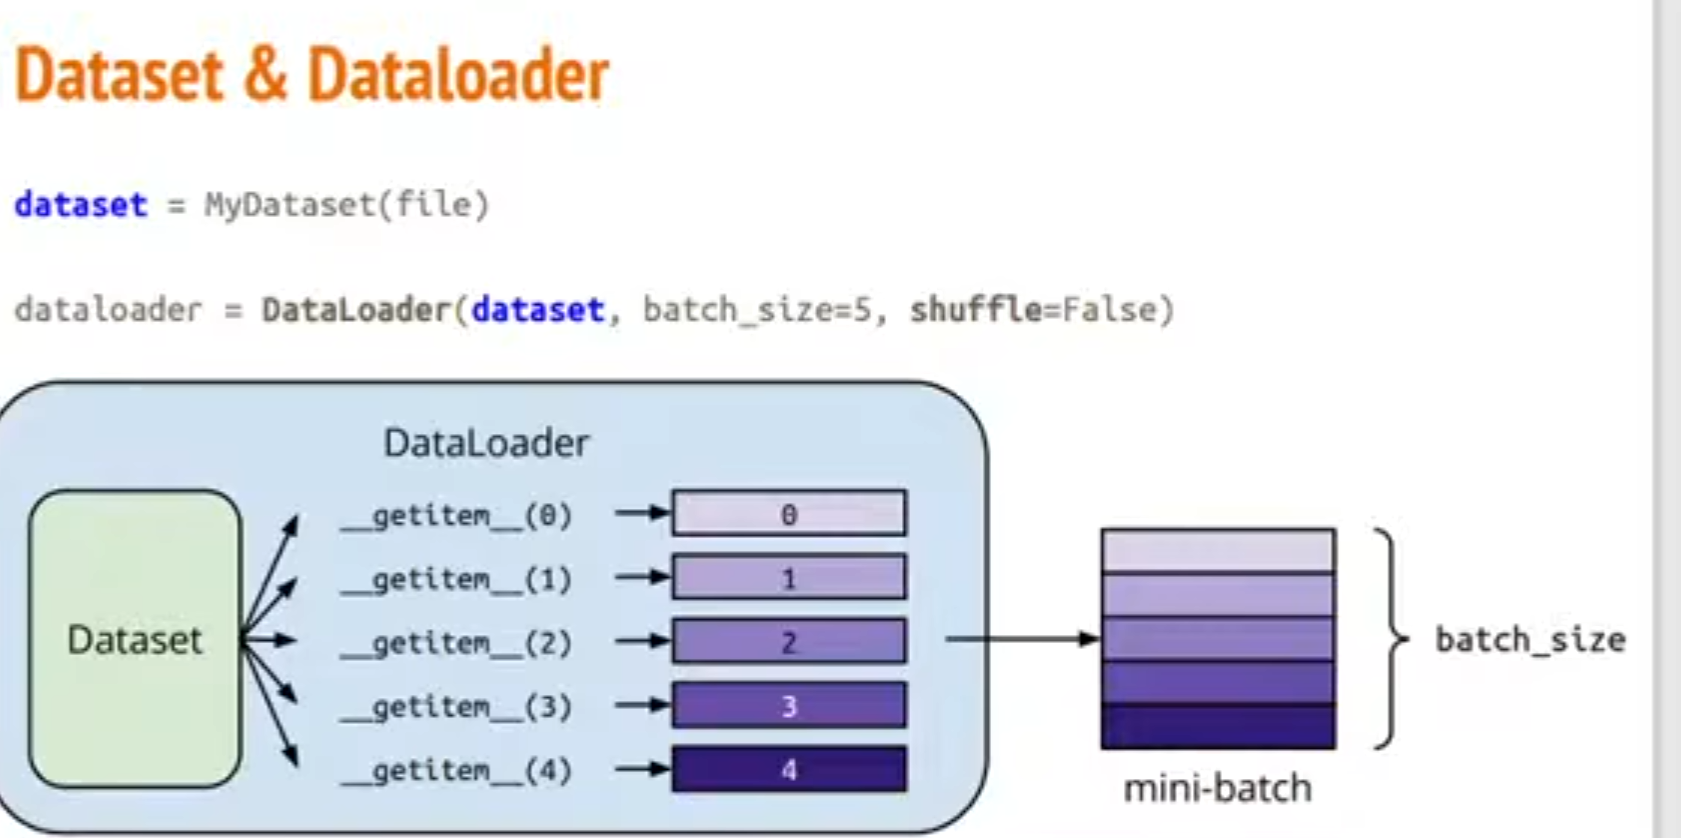 Dataset & Dataloader
dataset = MyDataset(file)
dataloader = DataLoader(dataset, batch_size=5, shuffle=False)
DataLoader
Dataset
__getitem__(0)
0
__getitem__(1)
1
__getitem__(2)
2
__getitem__(3)
3
__getitem__(4)
4
mini-batch
batch_size